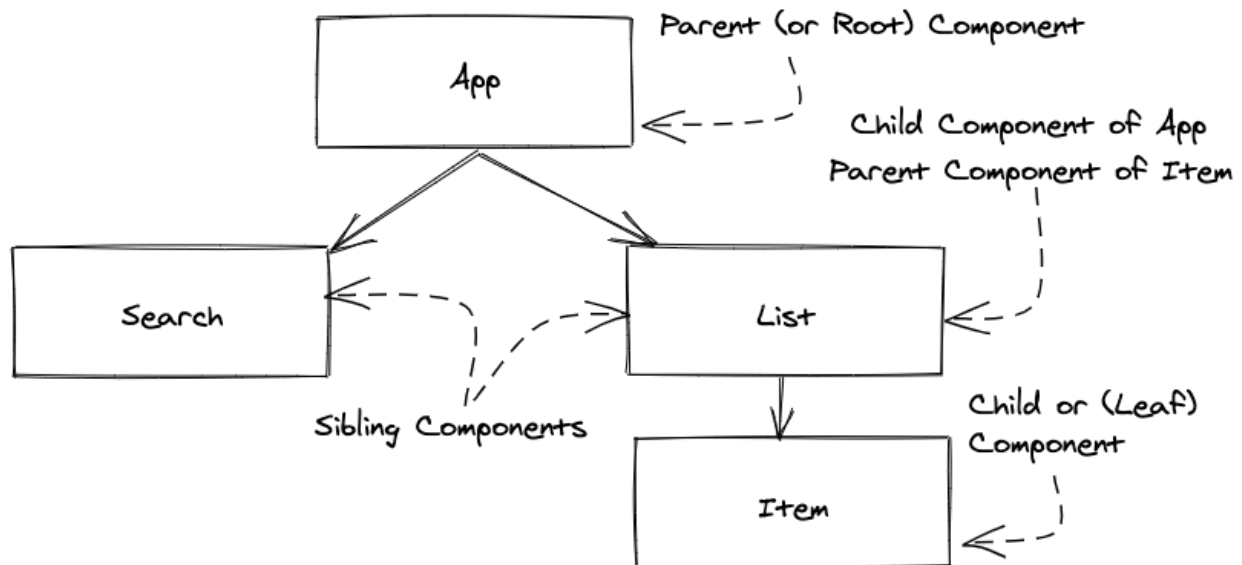 Parent (or Root) Component
App
Child Component of App
Parent Component of Item
Search
List
Sibling Components
Child or (Leaf)
Component
Item